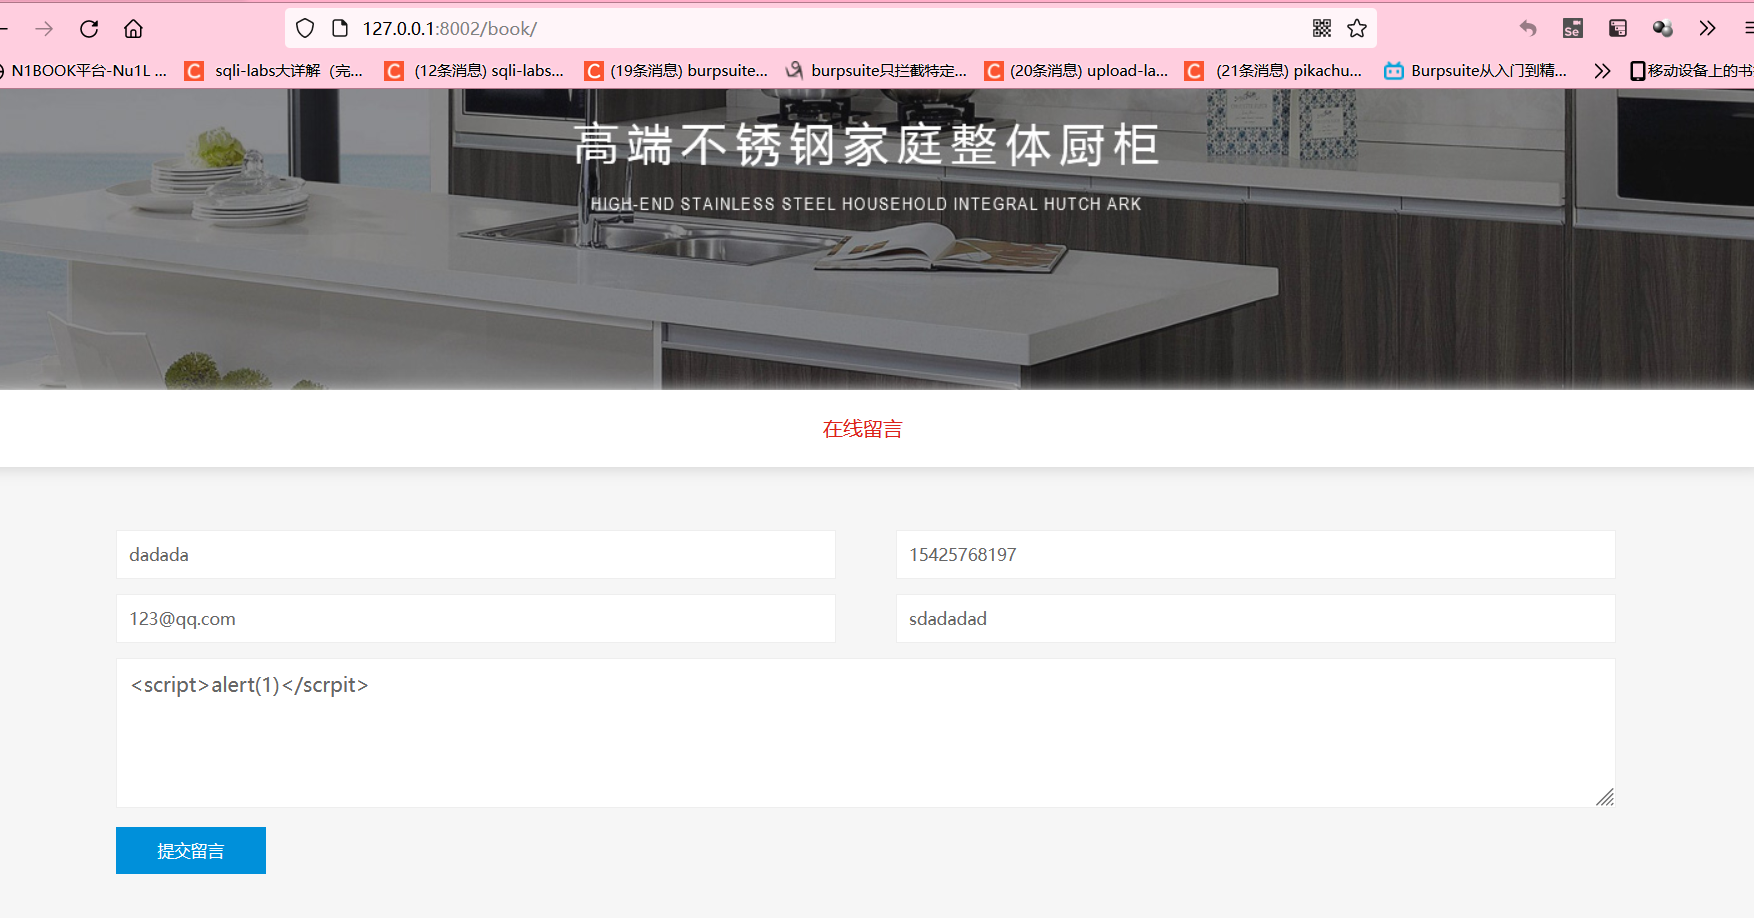 127.0.0.1:8002/book/
Se
N1BOOK平台-Nu1L ...
C sqli-labs大详解（完...
C (12条消息) sqli-labs...
C (19条消息) burpsuite...
burpsuite只拦截特定...
C (20条消息) upload-la...
C (21条消息) pikachu...
Burpsuite从入门到精...
移动设备上的书
高端不锈钢家庭整体厨柜
HIGH-END STAINLESS STEEL HOUSEHOLD INTEGRAL HUTCH ARK
在线留言
dadada
15425768197
123@qq.com
sdadadad
<script>alert(1)</scrpit>
提交留言